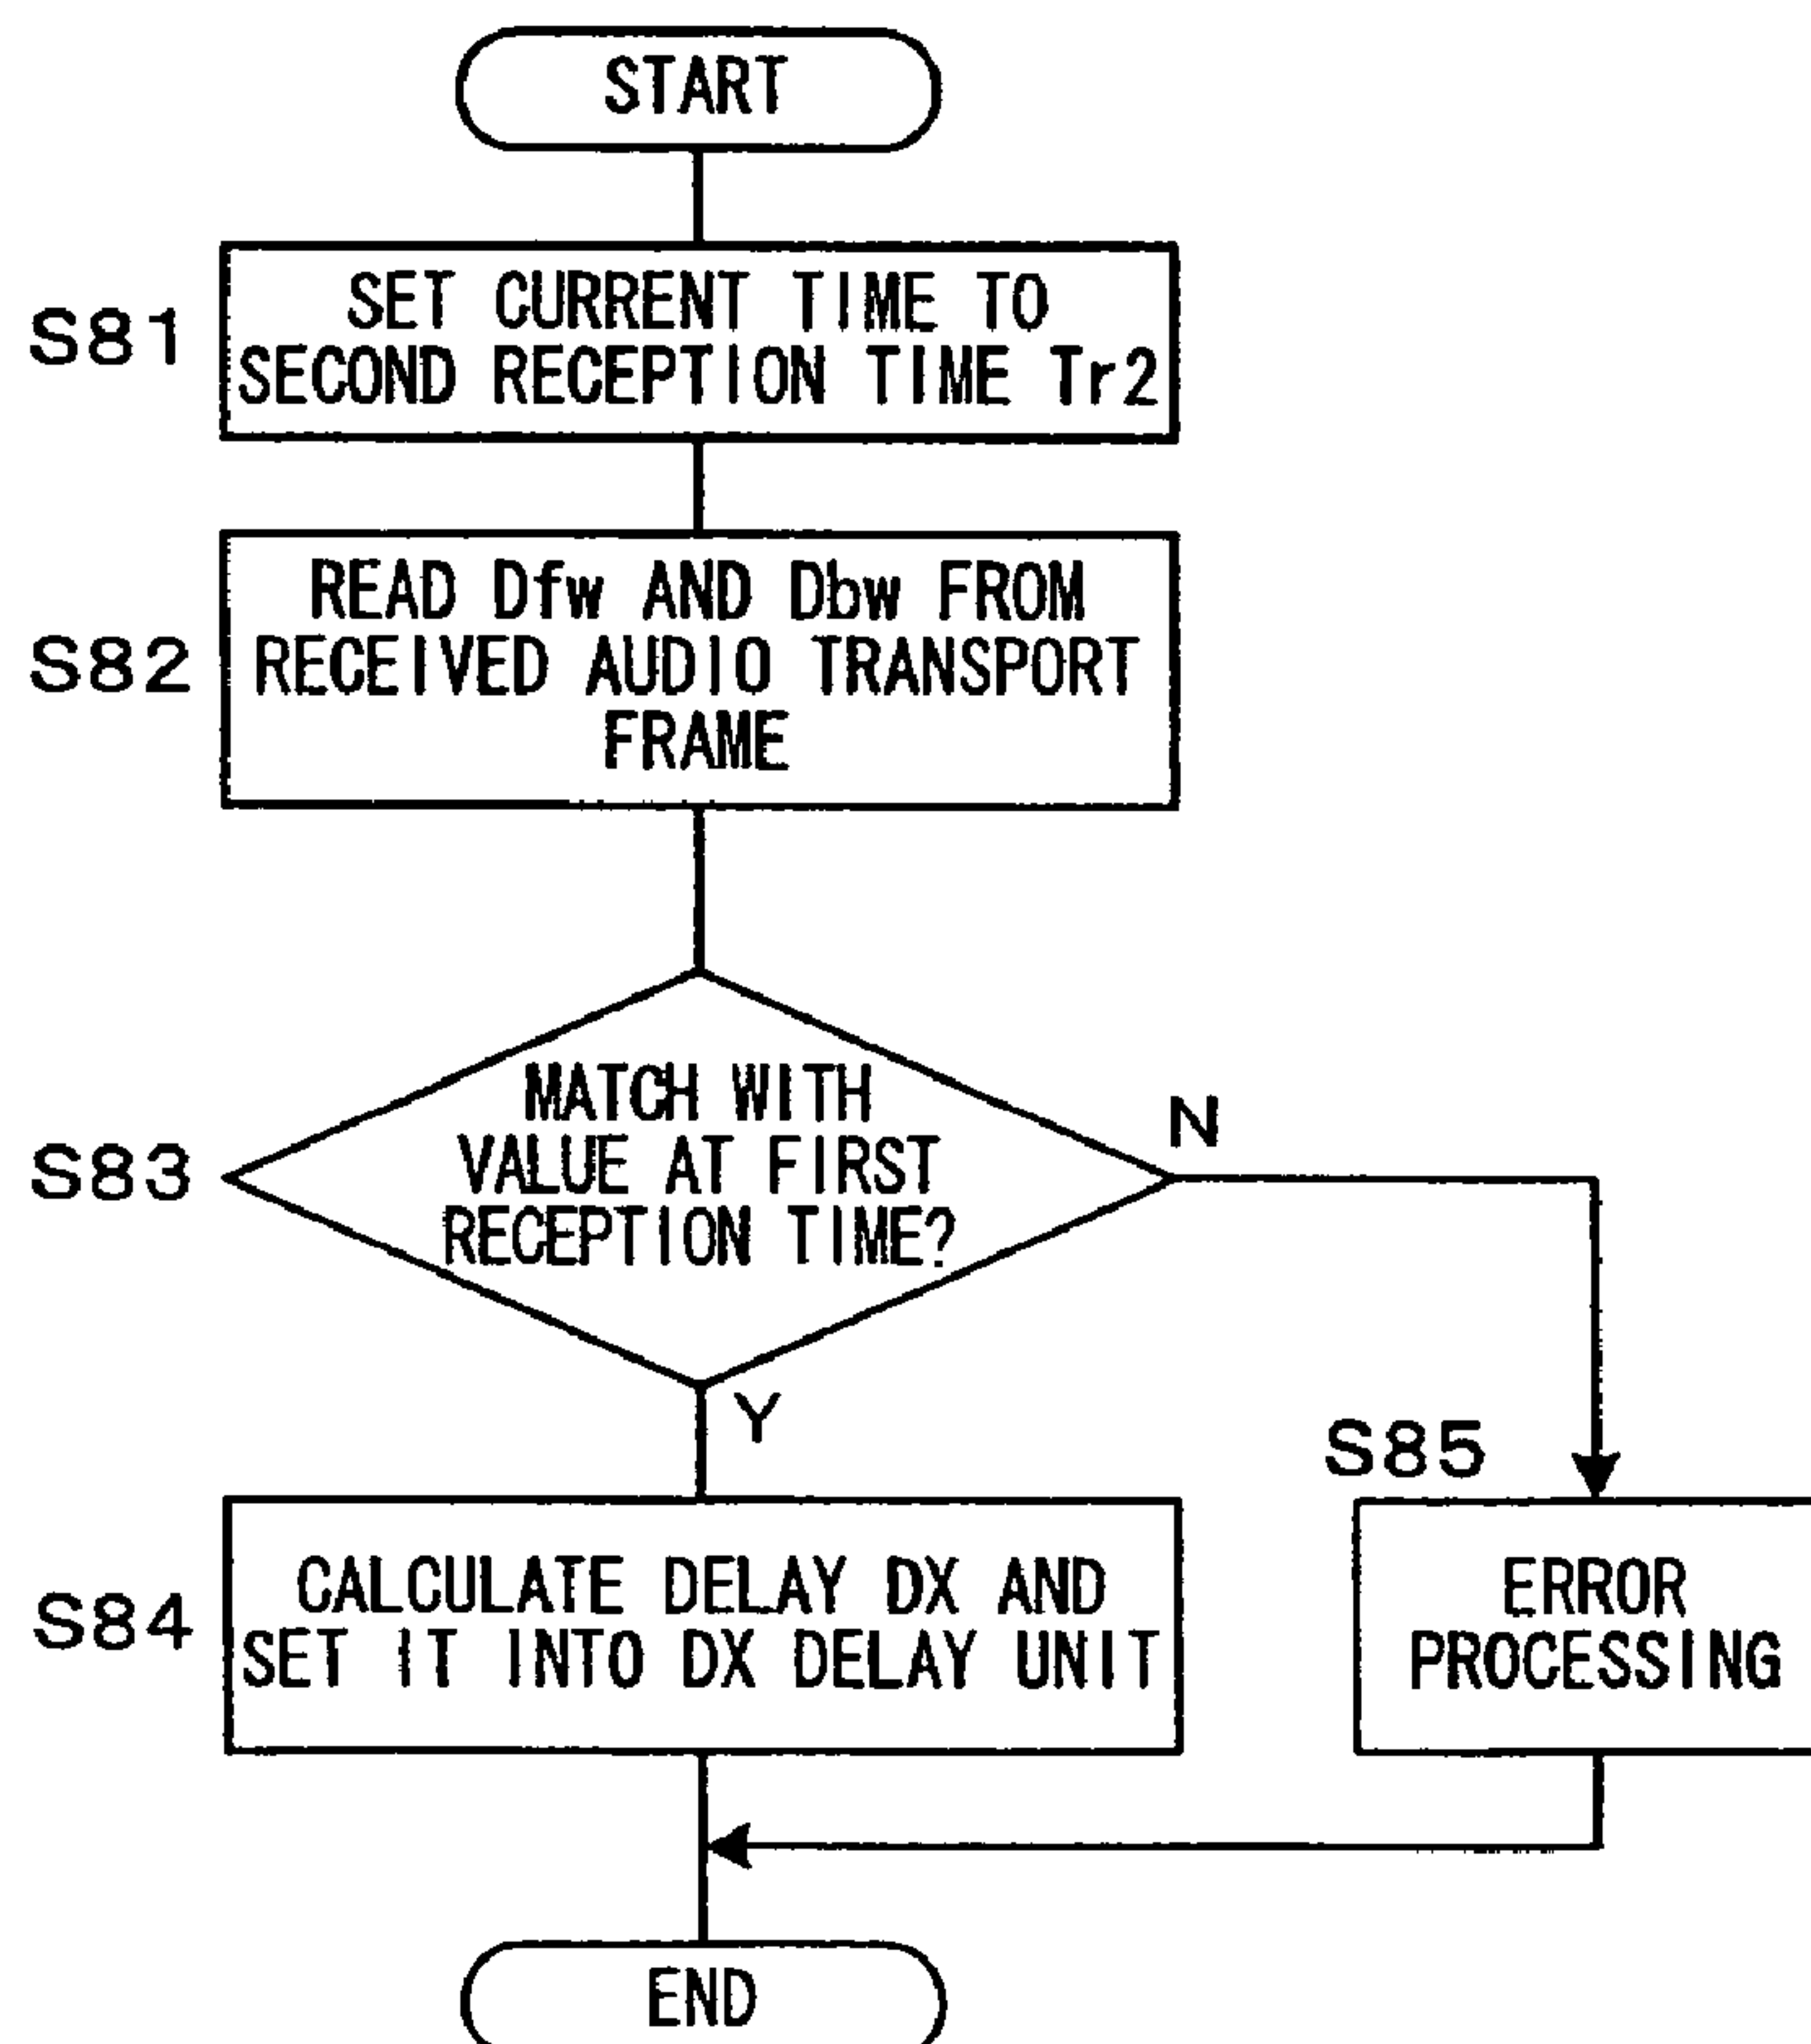 START
S81
SET CURRENT TIME TO
SECOND RECEPTION TIME Tr2
S82
READ Dfw AND Dbw FROM
RECEIVED AUDIO TRANSPORT
FRAME
S83
MATCH WITH
VALUE AT FIRST
RECEPTION TIME?
N
Y
S84
CALCULATE DELAY DX AND
SET IT INTO DX DELAY UNIT
S85
ERROR
PROCESSING
END